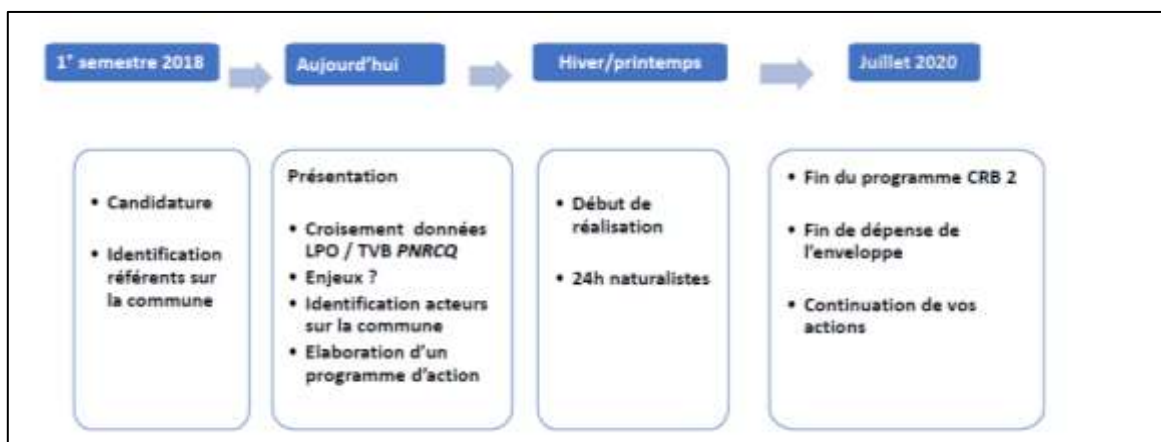 1° semestre 2018
Aujourd'hui
Hiver/printemps
Juillet 2020
• Candidature
• Identification
référents sur
la commune
Présentation
• Croisement données
LPO / TVB PNRCQ
• Enjeux ?
• Identification acteurs
sur la commune
• Elaboration d'un
programme d'action
• Début de
réalisation
• 24h naturalistes
• Fin du programme CRB 2
• Fin de dépense de
l'enveloppe
• Continuation de vos
actions